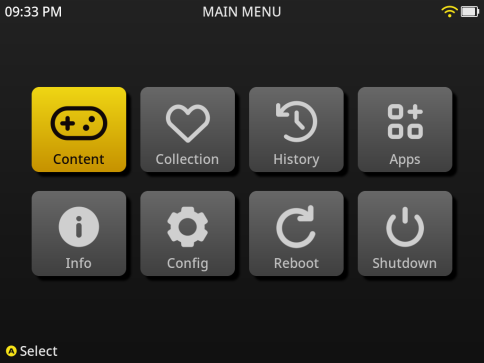 09:33 PM MAIN MENU
Content Collection History Apps
Info Config Reboot Shutdown
A Select